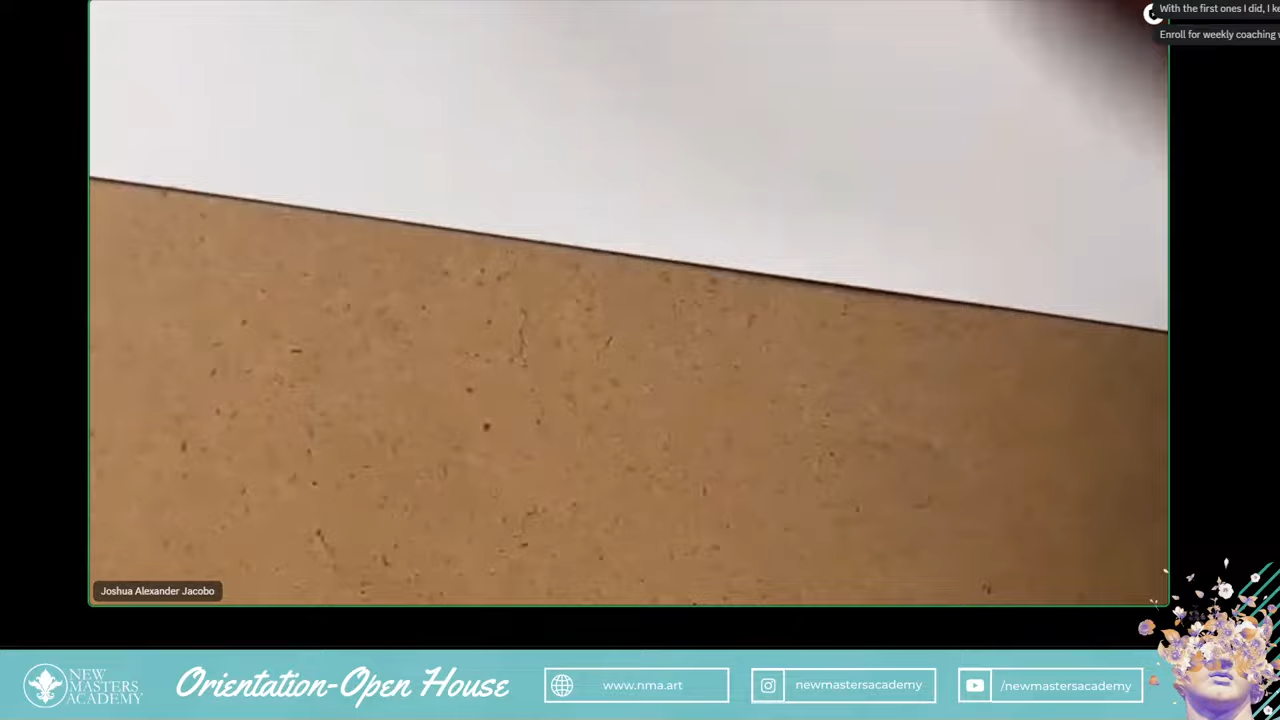 With the first ones I did, I ke
Enroll for weekly coaching w
Joshua Alexander Jacobo
NEW
MASTERS
ACADEMY
Orientation-Open House
www.nma.art
newmastersacademy
/newmastersacademy